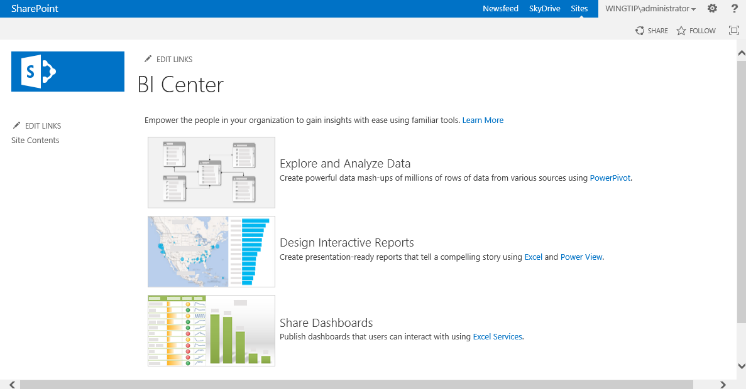 SharePoint
Newsfeed SkyDrive Sites WINGTIP\administrator ?
SHARE FOLLOW
S
EDIT LINKS
BI Center
EDIT LINKS
Site Contents
Empower the people in your organization to gain insights with ease using familiar tools. Learn More
Explore and Analyze Data
Create powerful data mash-ups of millions of rows of data from various sources using PowerPivot.
Design Interactive Reports
Create presentation-ready reports that tell a compelling story using Excel and Power View.
Share Dashboards
Publish dashboards that users can interact with using Excel Services.